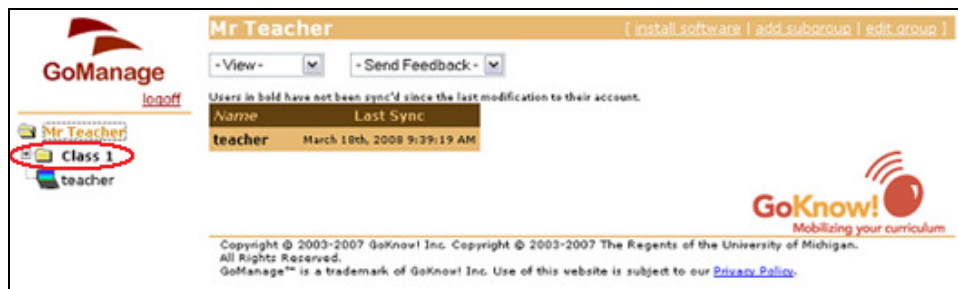 GoManage
logoff
Mr Teacher
Class 1
teacher
Mr Teacher [ install software | add subgroup | edit group ]
- View - - Send Feedback -
Users in bold have not been sync'd since the last modification to their account.
Name Last Sync
teacher March 18th, 2008 9:39:19 AM
GoKnow!
Mobilizing your curriculum
Copyright © 2003-2007 GoKnow! Inc. Copyright © 2003-2007 The Regents of the University of Michigan.
All Rights Reserved.
GoManage™ is a trademark of GoKnow! Inc. Use of this website is subject to our Privacy Policy.